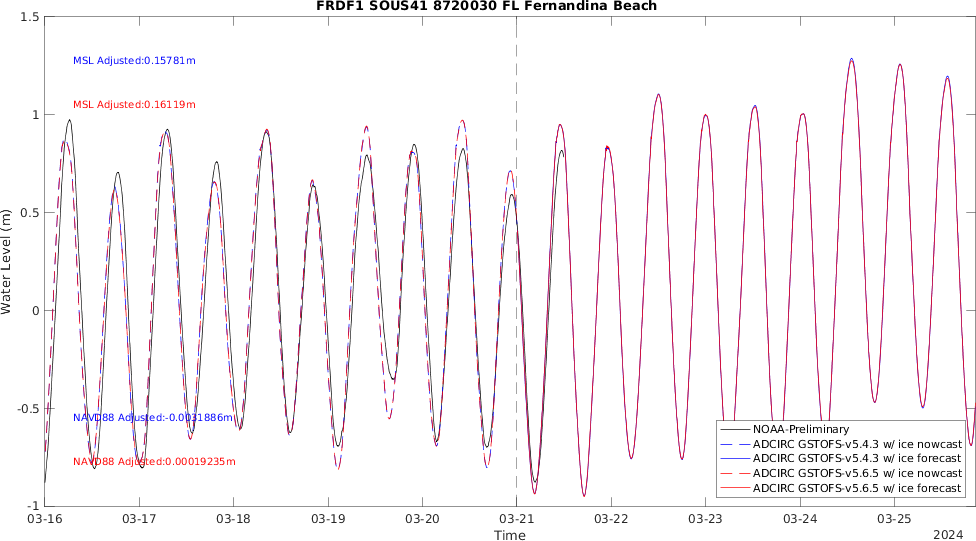 FRDF1 SOUS41 8720030 FL Fernandina Beach
1.5
1
0.5
0
-0.5
-1
Water Level (m)
MSL Adjusted:0.15781m
MSL Adjusted:0.16119m
NAVD88 Adjusted:-0.0031886m
NAVD88 Adjusted:0.00019235m
NOAA-Preliminary
ADCIRC GSTOFS-v5.4.3 w/ ice nowcast
ADCIRC GSTOFS-v5.4.3 w/ ice forecast
ADCIRC GSTOFS-v5.6.5 w/ ice nowcast
ADCIRC GSTOFS-v5.6.5 w/ ice forecast
03-16 03-17 03-18 03-19 03-20 03-21 03-22 03-23 03-24 03-25
Time
2024